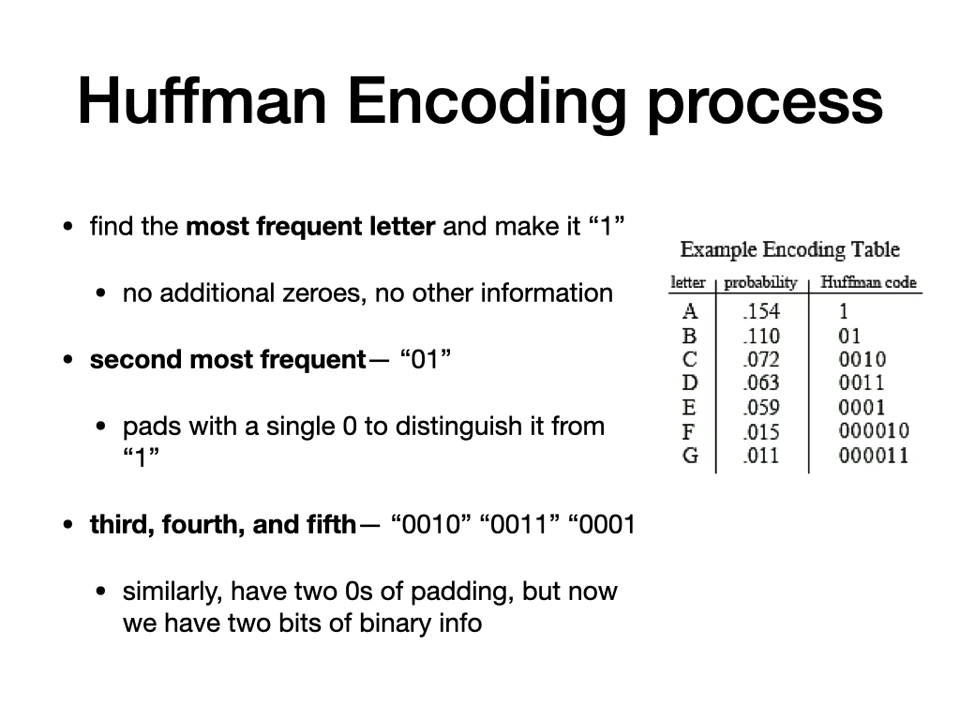 Huffman Encoding process
• find the most frequent letter and make it “1”
• no additional zeroes, no other information
• second most frequent— “01”
• pads with a single 0 to distinguish it from
“1”
• third, fourth, and fifth— “0010” “0011” “0001
• similarly, have two 0s of padding, but now
we have two bits of binary info
Example Encoding Table
letter probability Huffman code
A .154 1
B .110 01
C .072 0010
D .063 0011
E .059 0001
F .015 000010
G .011 000011